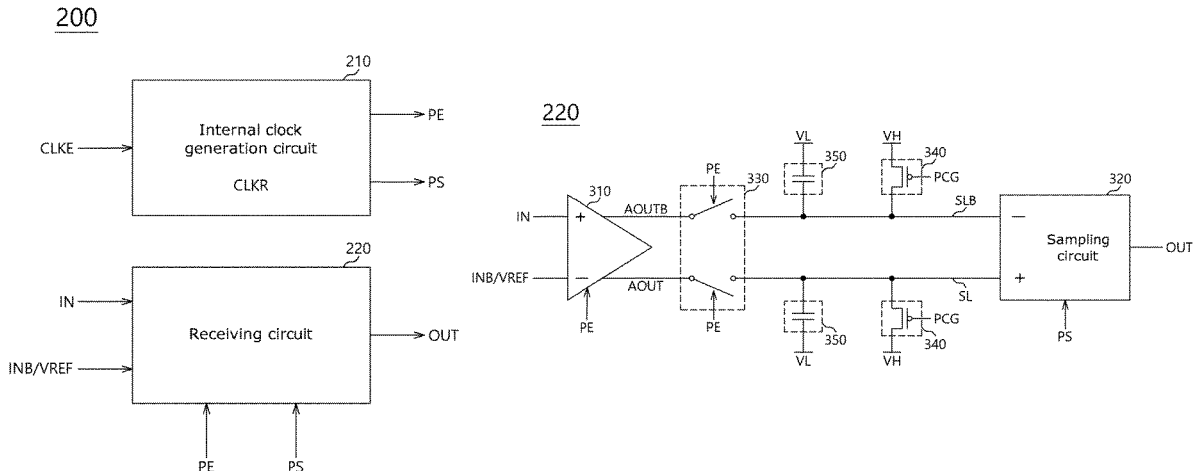 200
210
Internal clock
generation circuit
CLKR
CLKE
PE
PS
220
Receiving circuit
IN
INB/VREF
OUT
PE
PS
220
310
IN
INB/VREF
+
−
PE
AOUTB
AOUT
PE
330
PE
VL
350
VH
340
PCG
SLB
SL
350
VL
PCG
340
VH
320
−
+
Sampling
circuit
OUT
PS